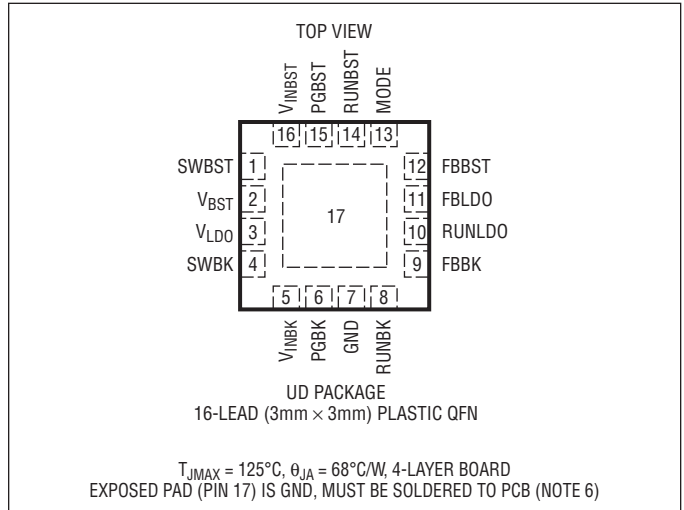 TOP VIEW
VINBST
PGBST
RUNBST
MODE
16 15 14 13
SWBST 1
VBST 2
VLDO 3
SWBK 4
17
12 FBBST
11 FBLDO
10 RUNLDO
9 FBBK
5 6 7 8
VINBK
PGBK
GND
RUNBK
UD PACKAGE
16-LEAD (3mm × 3mm) PLASTIC QFN
TJMAX = 125°C, θJA = 68°C/W, 4-LAYER BOARD
EXPOSED PAD (PIN 17) IS GND, MUST BE SOLDERED TO PCB (NOTE 6)